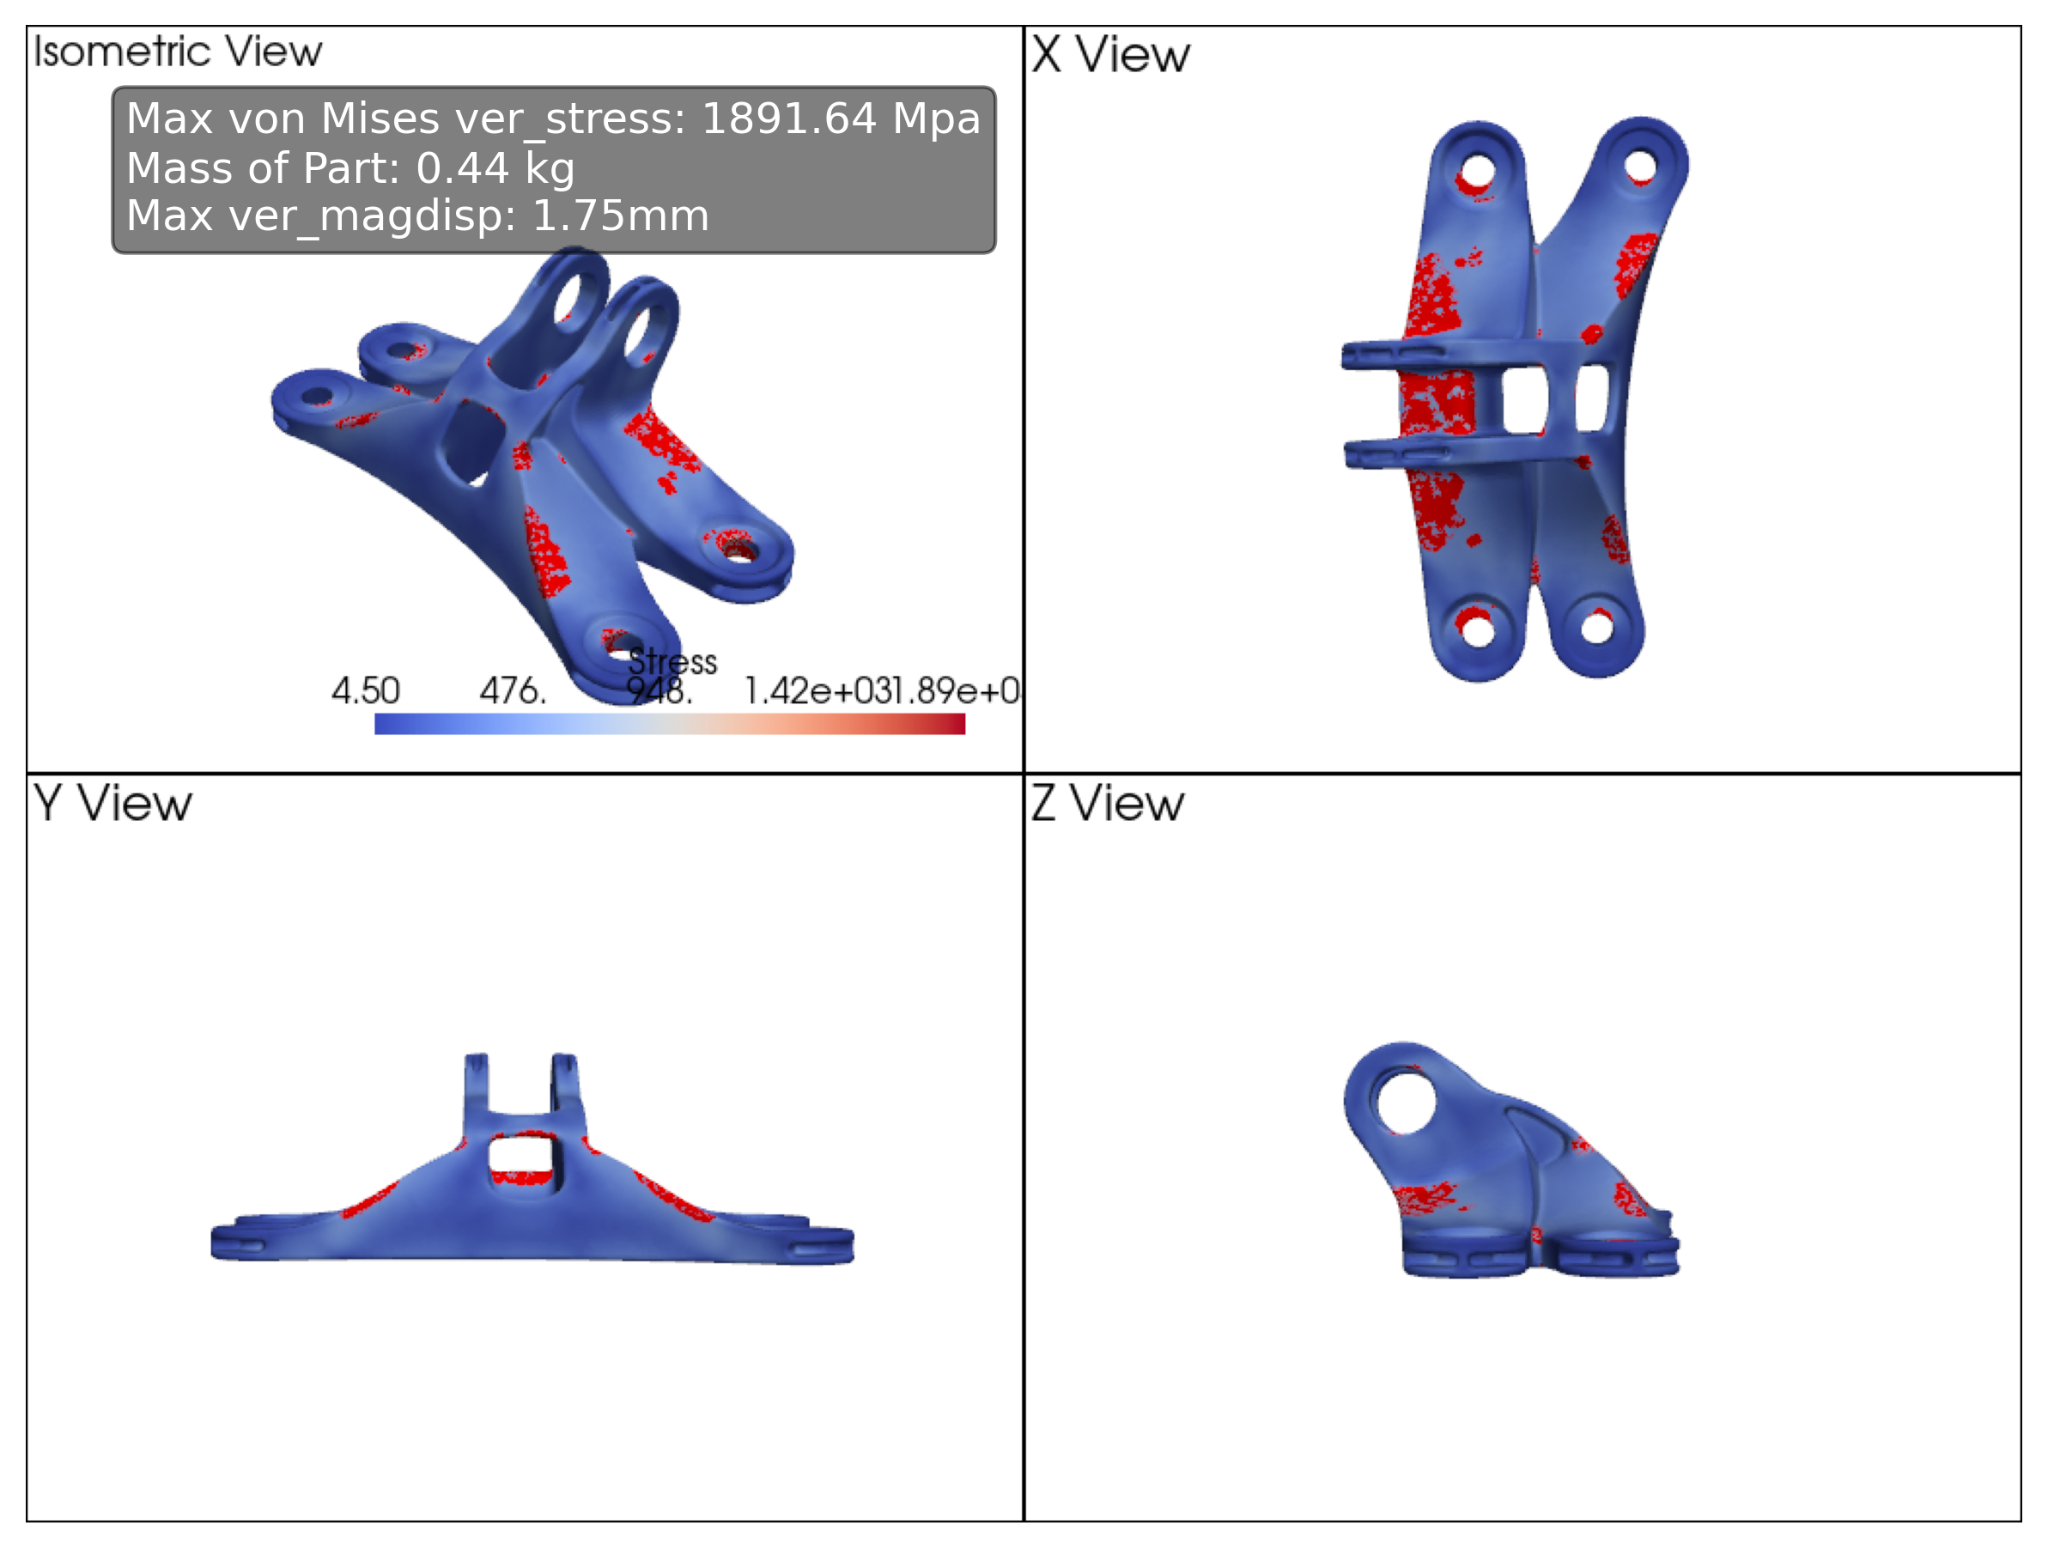 Isometric View
Max von Mises ver_stress: 1891.64 Mpa
Mass of Part: 0.44 kg
Max ver_magdisp: 1.75mm
Stress
4.50 476. 948. 1.42e+03 1.89e+0
X View
Y View
Z View